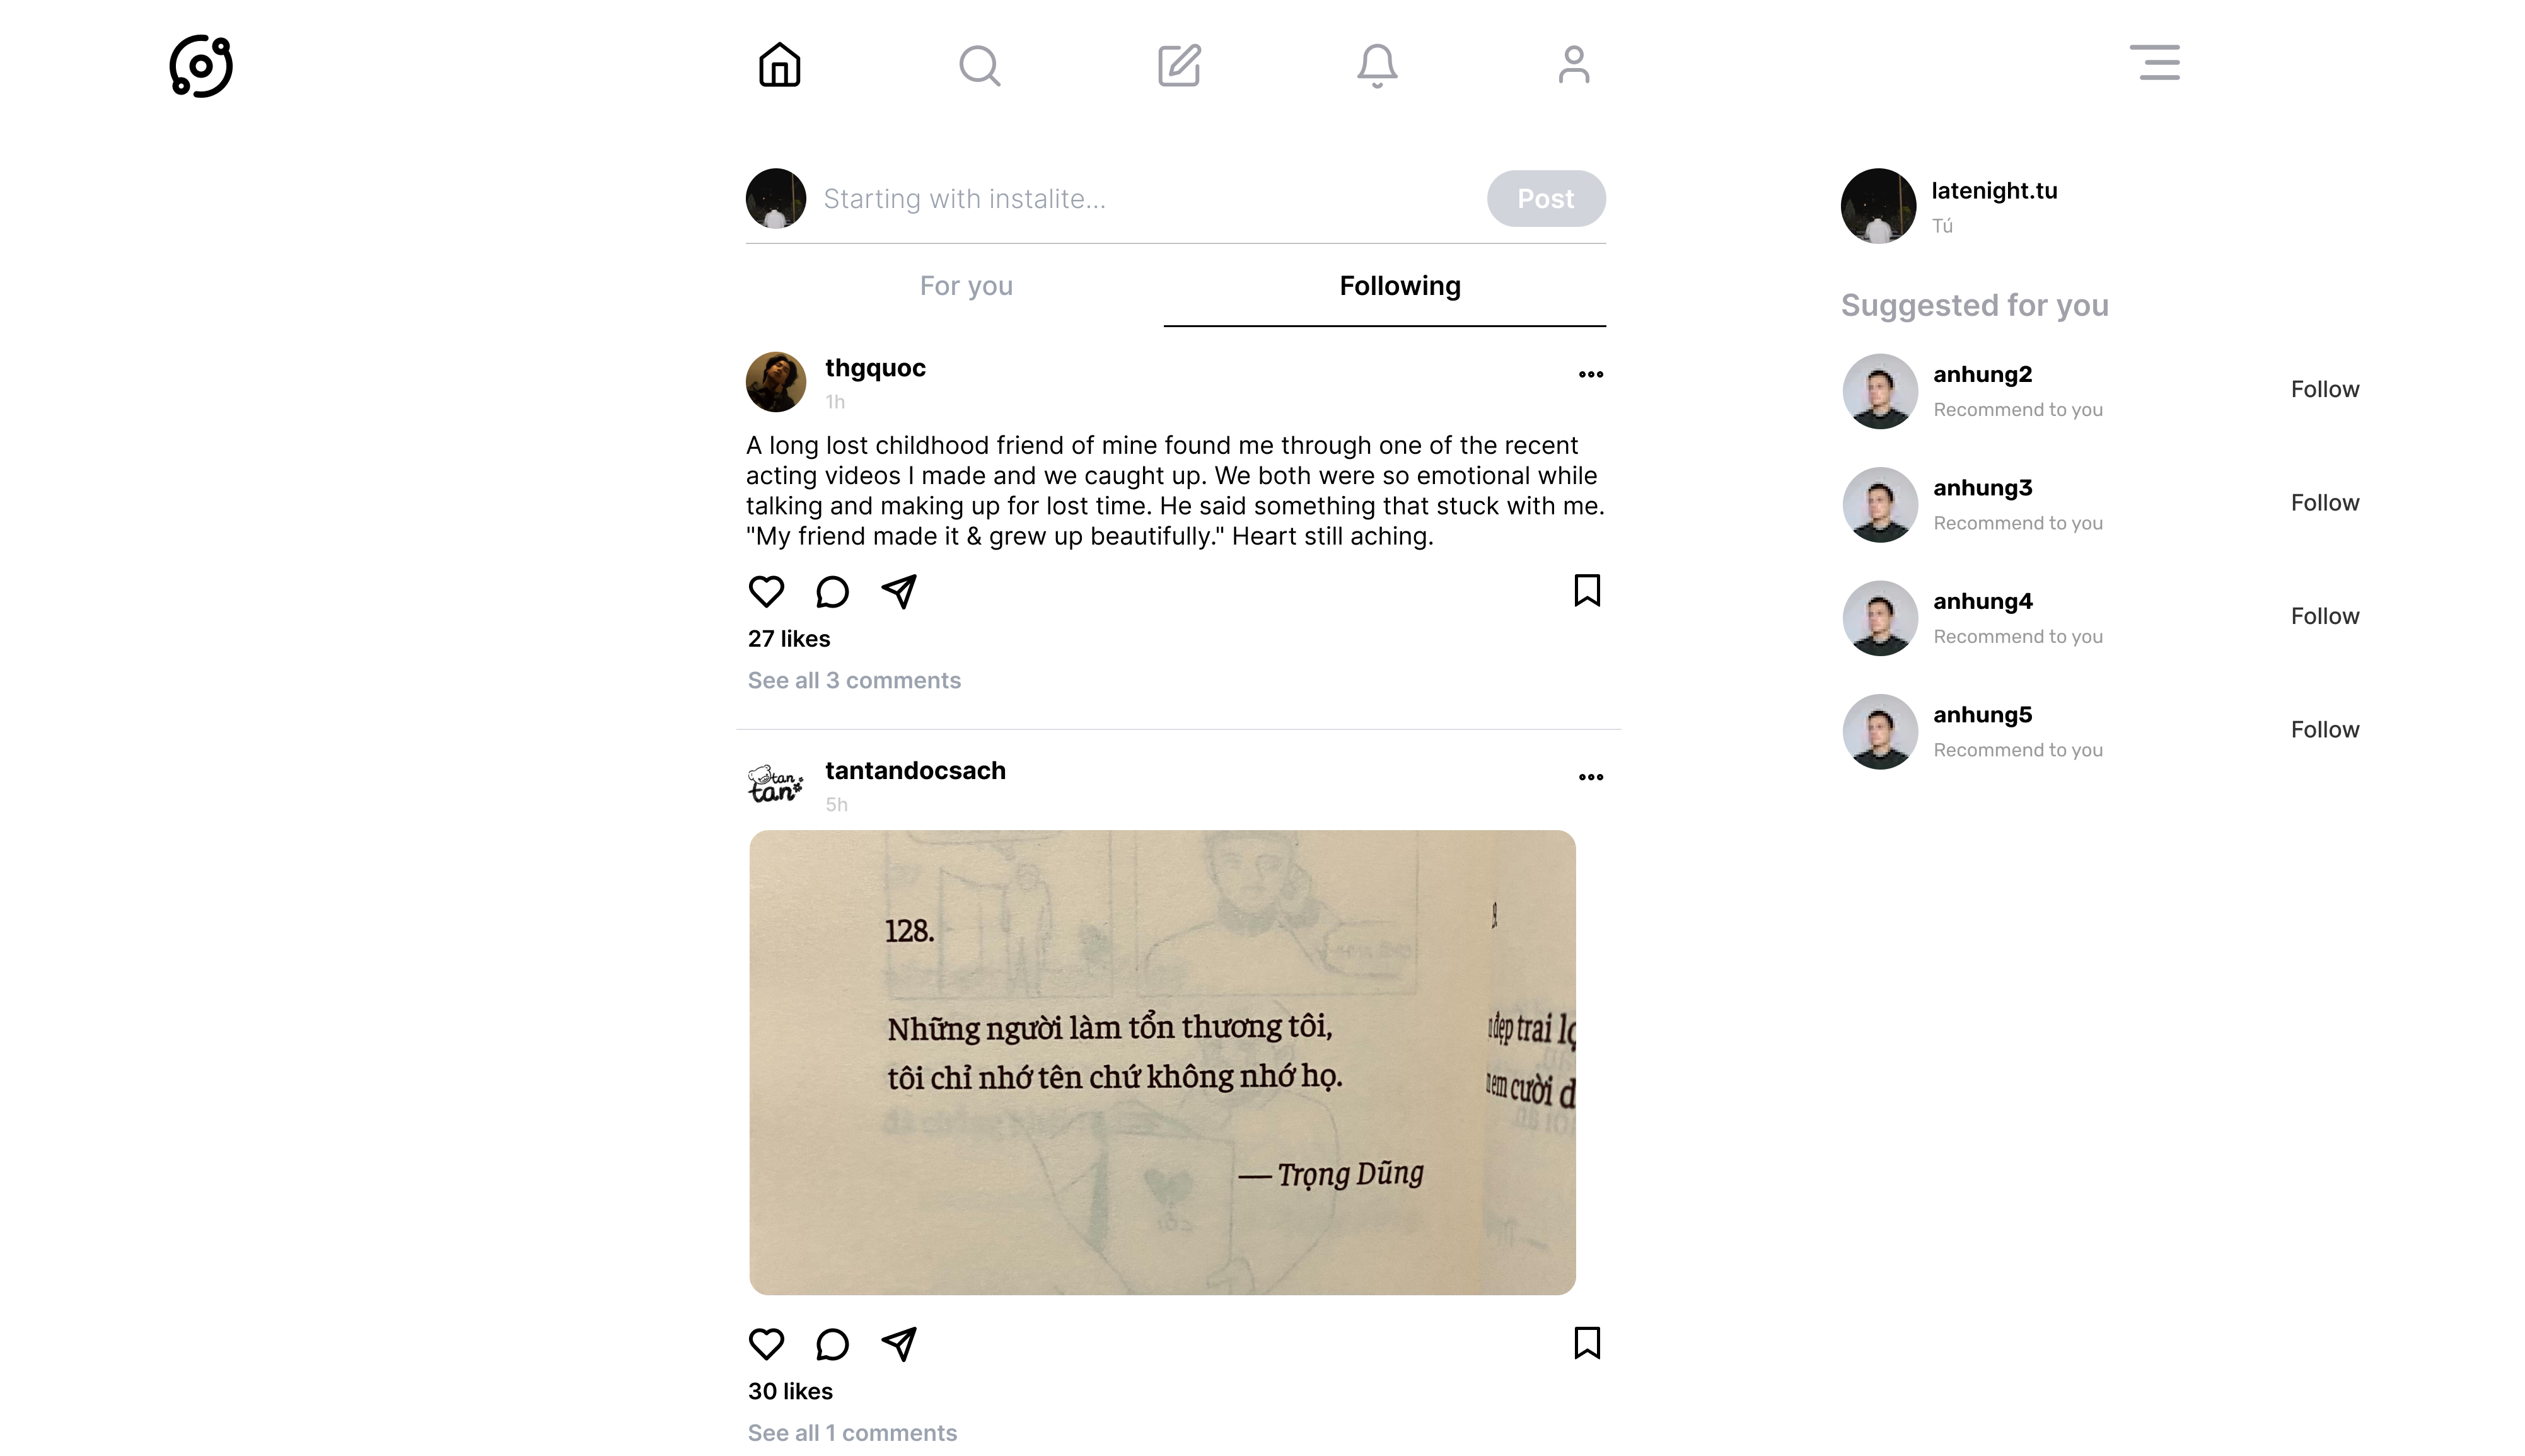 Starting with instalite...
Post
For you
Following
thgquoc
1h
A long lost childhood friend of mine found me through one of the recent
acting videos I made and we caught up. We both were so emotional while
talking and making up for lost time. He said something that stuck with me.
"My friend made it & grew up beautifully." Heart still aching.
27 likes
See all 3 comments
tan
tan
tantandocsach
5h
128.
Những người làm tổn thương tôi,
tôi chỉ nhớ tên chứ không nhớ họ.
— Trọng Dũng
đẹp trai
em cười
30 likes
See all 1 comments
latenight.tu
Tú
Suggested for you
anhung2
Recommend to you
Follow
anhung3
Recommend to you
Follow
anhung4
Recommend to you
Follow
anhung5
Recommend to you
Follow